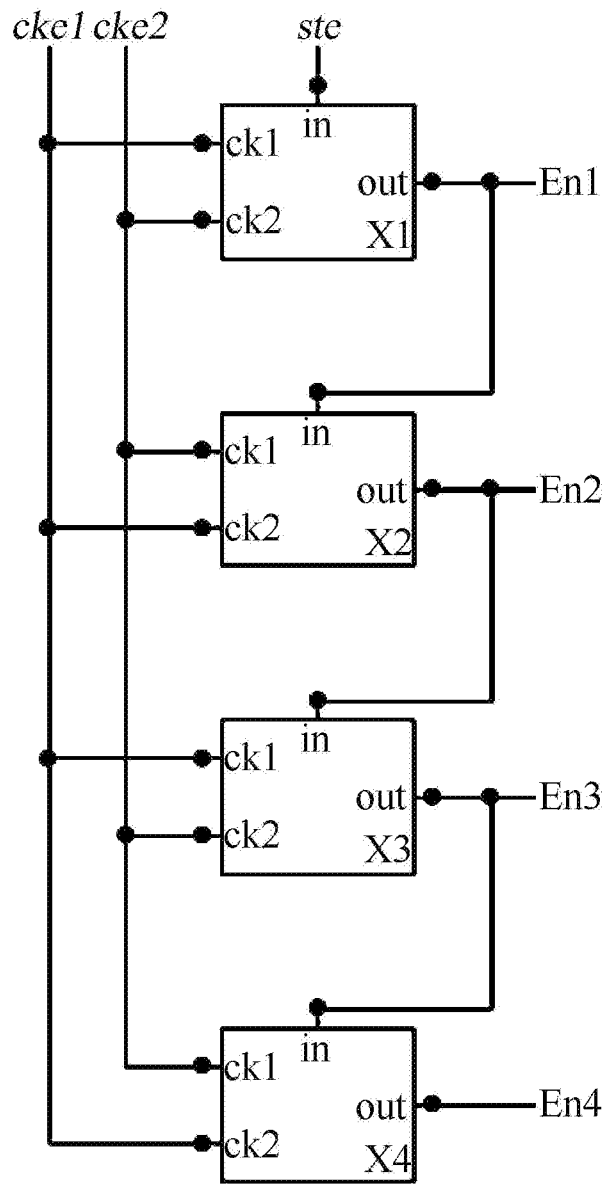 cke1 cke2 ste
in
ck1
out En1
ck2
X1
in
ck1
out En2
ck2
X2
in
ck1
out En3
ck2
X3
in
ck1
out En4
ck2
X4